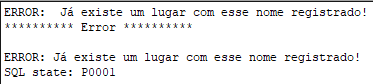 ERROR:  Já existe um lugar com esse nome registrado!
********** Error **********
ERROR: Já existe um lugar com esse nome registrado!
SQL state: P0001